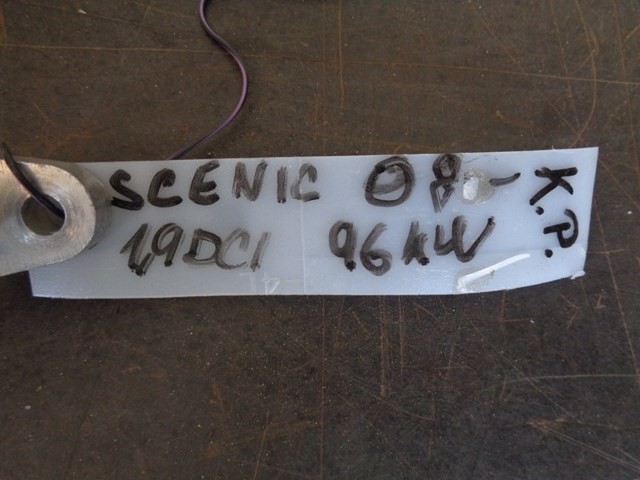 SCENIC 08-
1,9DCI 96KW
K.P.